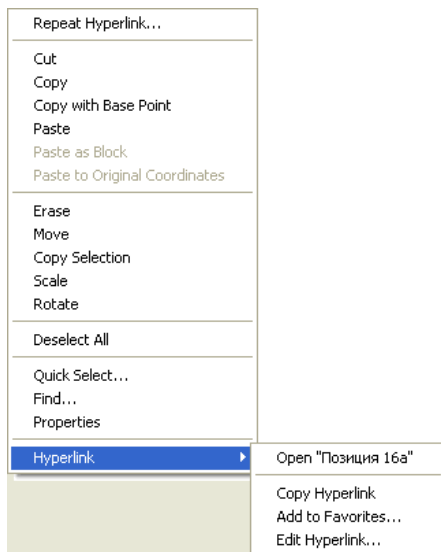 Repeat Hyperlink...
Cut
Copy
Copy with Base Point
Paste
Paste as Block
Paste to Original Coordinates
Erase
Move
Copy Selection
Scale
Rotate
Deselect All
Quick Select...
Find...
Properties
Hyperlink
Open "Позиция 16а"
Copy Hyperlink
Add to Favorites...
Edit Hyperlink...